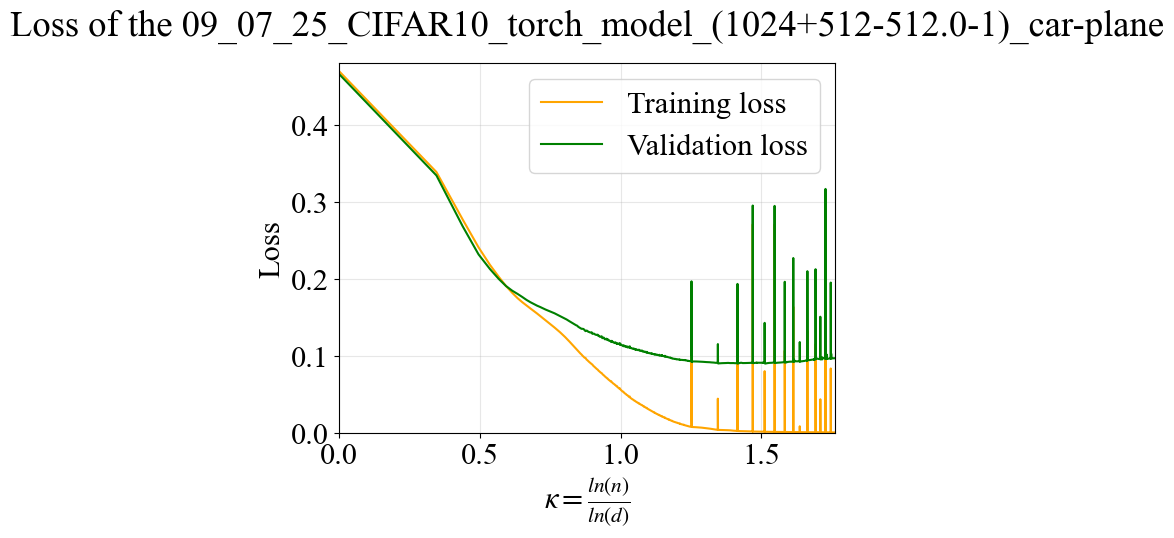 Loss of the 09_07_25_CIFAR10_torch_model_(1024+512-512.0-1)_car-plane
Training loss
Validation loss
Loss
0.4
0.3
0.2
0.1
0.0
0.0 0.5 1.0 1.5
κ = ln(n)/ln(d)